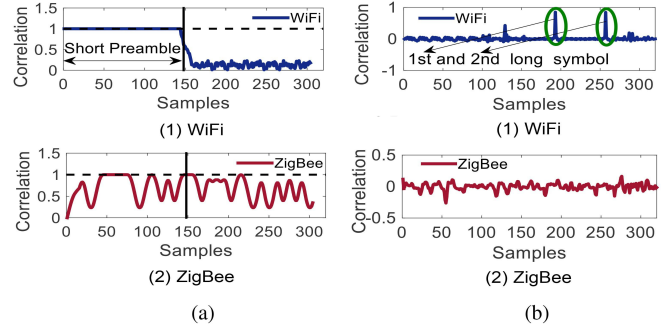 Correlation
1.5
1
0.5
0
WiFi
Short Preamble
0 50 100 150 200 250 300
Samples
(1) WiFi
Correlation
1.5
1
0.5
0
ZigBee
0 50 100 150 200 250 300
Samples
(2) ZigBee
(a)
Correlation
1
0
-1
WiFi
1st and 2nd long symbol
0 50 100 150 200 250 300
Samples
(1) WiFi
Correlation
0.5
0
-0.5
ZigBee
0 50 100 150 200 250 300
Samples
(2) ZigBee
(b)